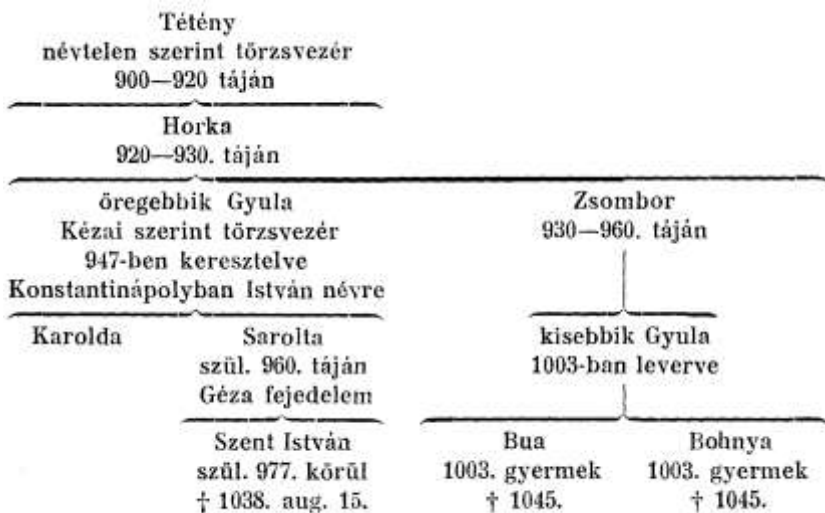 Tétény
névtelen szerint törzsvezér
900—920 táján
Horka
920—930. táján
öregebbik Gyula
Kézai szerint törzsvezér
947-ben keresztelve
Konstantinápolyban István névre
Zsombor
930—960. táján
Karolda
Sarolta
szül. 960. táján
Géza fejedelem
kisebbik Gyula
1003-ban leverve
Szent István
szül. 977. körül
† 1038. aug. 15.
Bua
1003. gyermek
† 1045.
Bohnya
1003. gyermek
† 1045.